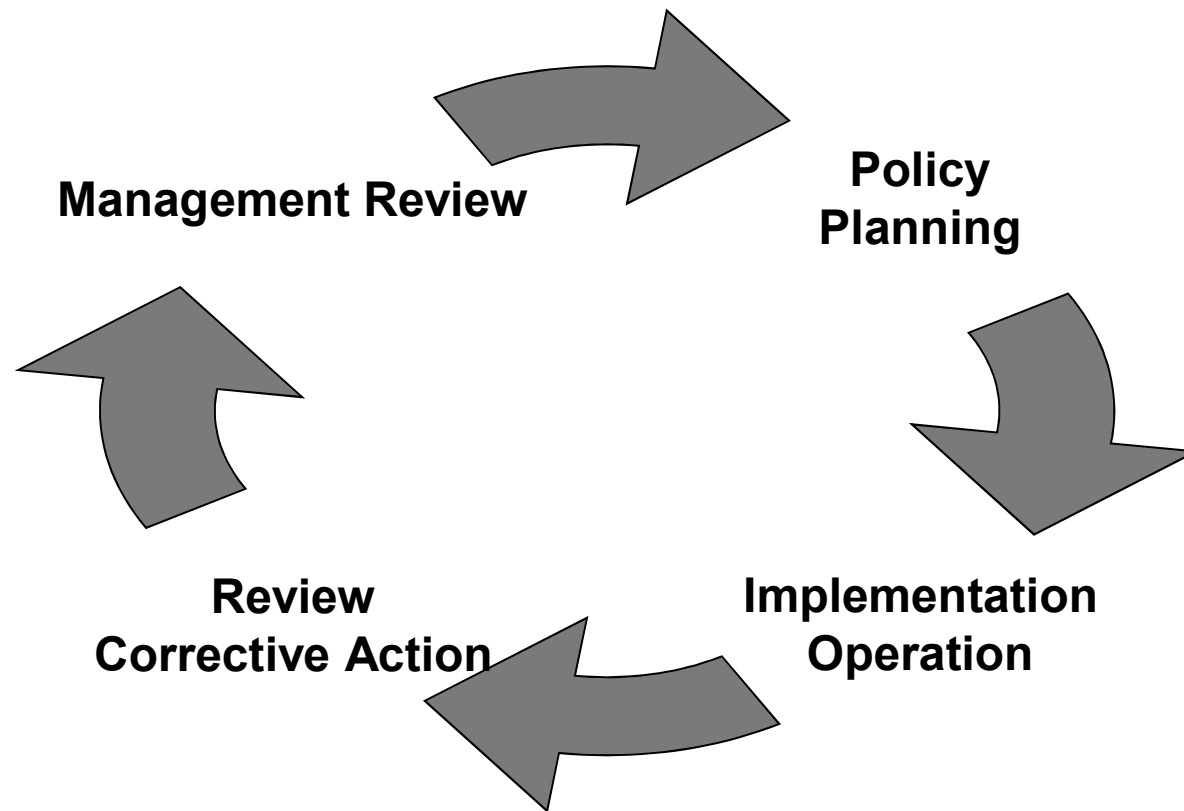 Management Review
Policy
Planning
Review
Corrective Action
Implementation
Operation